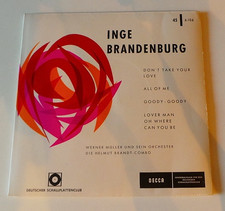 45
INGE
BRANDENBURG
DON'T TAKE YOUR
LOVE
ALL OF ME
GOODY-GOODY
LOVER MAN
OH WHERE
CAN YOU BE
WERNER MÜLLER UND SEIN ORCHESTER
DIE HELMUT BRANDT COMBO
DEUTSCHER SCHALLPLATTENCLUB
DECCA